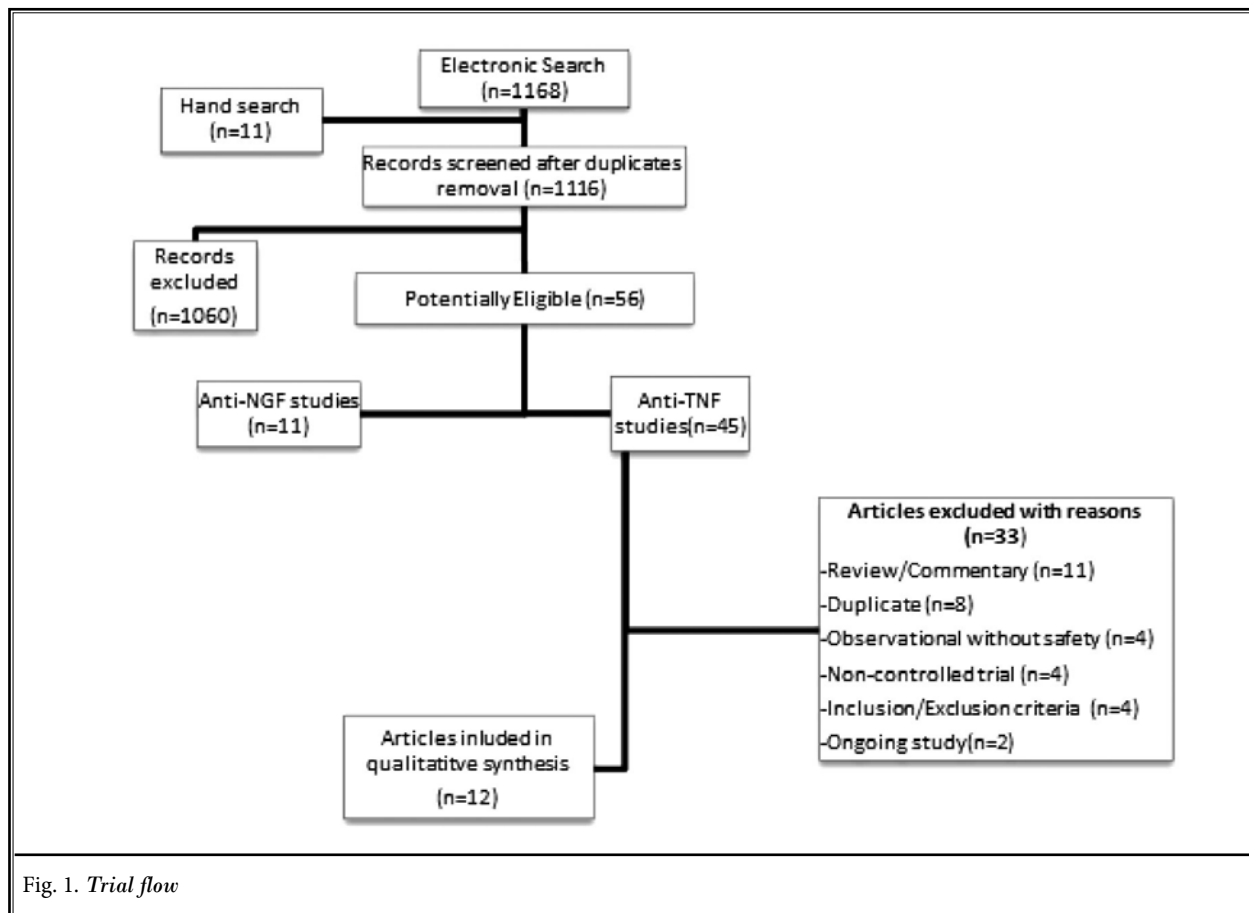 Electronic Search
(n=1168)
Hand search
(n=11)
Records screened after duplicates
removal (n=1116)
Records
excluded
(n=1060)
Potentially Eligible (n=56)
Anti-NGF studies
(n=11)
Anti-TNF
studies(n=45)
Articles excluded with reasons
(n=33)
-Review/Commentary (n=11)
-Duplicate (n=8)
-Observational without safety (n=4)
-Non-controlled trial (n=4)
-Inclusion/Exclusion criteria (n=4)
-Ongoing study(n=2)
Articles inluded in
qualitatitve synthesis
(n=12)
Fig. 1. Trial flow